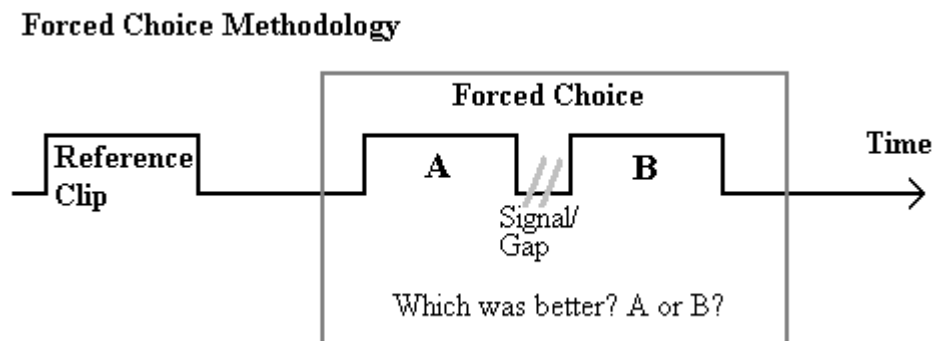 Forced Choice Methodology
Forced Choice
Reference
Clip
A
B
Time
Signal/
Gap
Which was better? A or B?